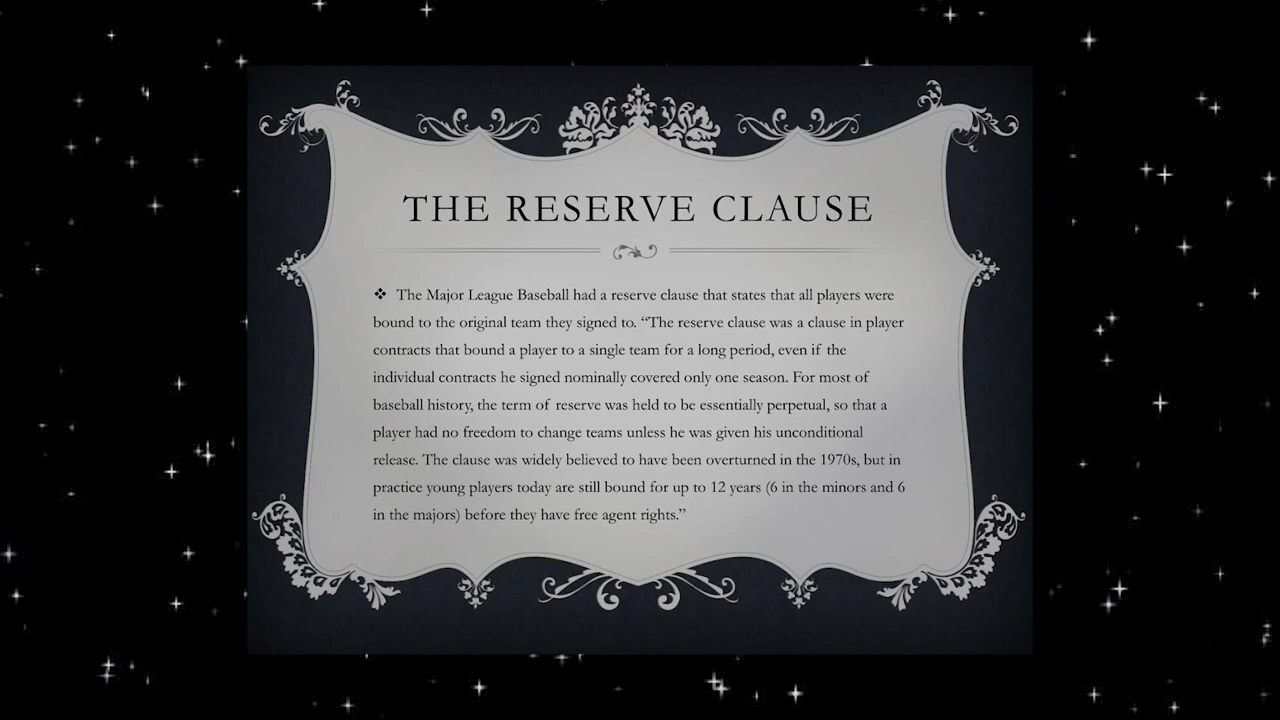 THE RESERVE CLAUSE
❖ The Major League Baseball had a reserve clause that states that all players were
bound to the original team they signed to. “The reserve clause was a clause in player
contracts that bound a player to a single team for a long period, even if the
individual contracts he signed nominally covered only one season. For most of
baseball history, the term of reserve was held to be essentially perpetual, so that a
player had no freedom to change teams unless he was given his unconditional
release. The clause was widely believed to have been overturned in the 1970s, but in
practice young players today are still bound for up to 12 years (6 in the minors and 6
in the majors) before they have free agent rights.”